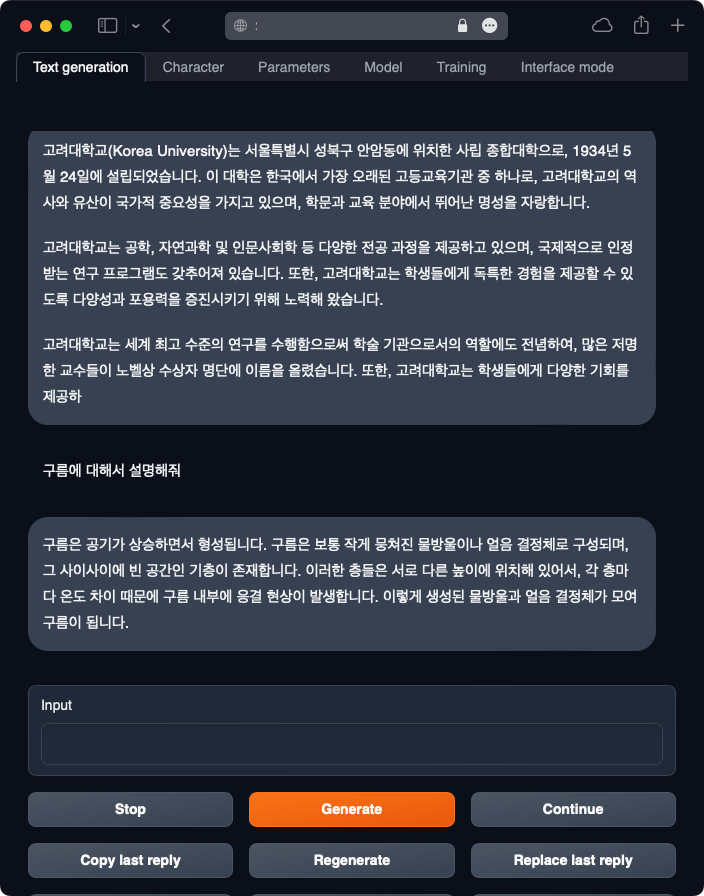 :
Text generation Character Parameters Model Training Interface mode
고려대학교(Korea University)는 서울특별시 성북구 안암동에 위치한 사립 종합대학으로, 1934년 5
월 24일에 설립되었습니다. 이 대학은 한국에서 가장 오래된 고등교육기관 중 하나로, 고려대학교의 역
사와 유산이 국가적 중요성을 가지고 있으며, 학문과 교육 분야에서 뛰어난 명성을 자랑합니다.
고려대학교는 공학, 자연과학 및 인문사회학 등 다양한 전공 과정을 제공하고 있으며, 국제적으로 인정
받는 연구 프로그램도 갖추어져 있습니다. 또한, 고려대학교는 학생들에게 독특한 경험을 제공할 수 있
도록 다양성과 포용력을 증진시키기 위해 노력해 왔습니다.
고려대학교는 세계 최고 수준의 연구를 수행함으로써 학술 기관으로서의 역할에도 전념하여, 많은 저명
한 교수들이 노벨상 수상자 명단에 이름을 올렸습니다. 또한, 고려대학교는 학생들에게 다양한 기회를
제공하
구름에 대해서 설명해줘
구름은 공기가 상승하면서 형성됩니다. 구름은 보통 작게 뭉쳐진 물방울이나 얼음 결정체로 구성되며,
그 사이사이에 빈 공간인 기층이 존재합니다. 이러한 층들은 서로 다른 높이에 위치해 있어서, 각 층마
다 온도 차이 때문에 구름 내부에 응결 현상이 발생합니다. 이렇게 생성된 물방울과 얼음 결정체가 모여
구름이 됩니다.
Input
Stop Generate Continue
Copy last reply Regenerate Replace last reply